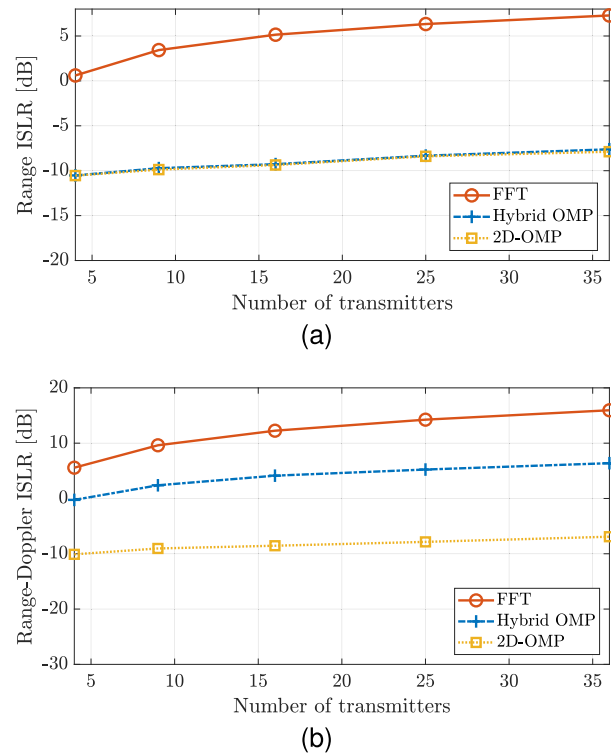 5
0
-5
-10
-15
-20
Range ISLR [dB]
FFT
Hybrid OMP
2D-OMP
5 10 15 20 25 30 35
Number of transmitters
(a)
20
10
0
-10
-20
-30
Range-Doppler ISLR [dB]
FFT
Hybrid OMP
2D-OMP
5 10 15 20 25 30 35
Number of transmitters
(b)